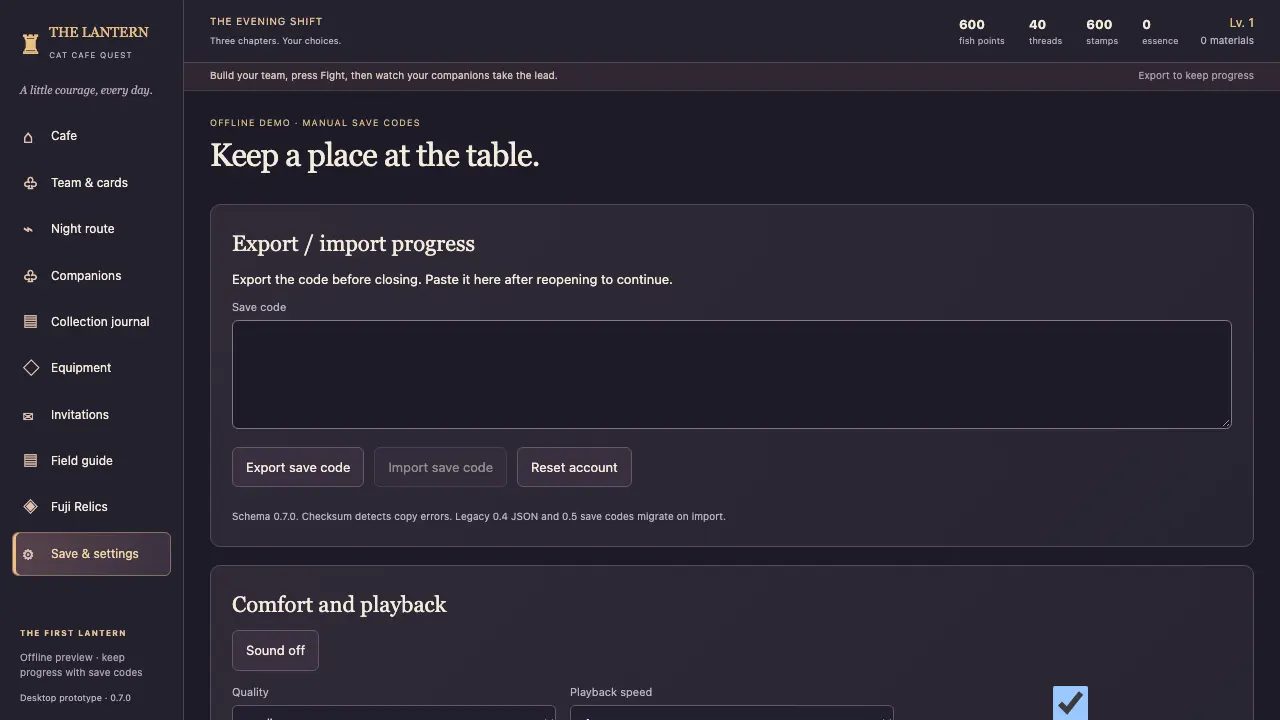 THE LANTERN
CAT CAFE QUEST
A little courage, every day.
Cafe
Team & cards
Night route
Companions
Collection journal
Equipment
Invitations
Field guide
Fuji Relics
Save & settings
THE FIRST LANTERN
Offline preview · keep
progress with save codes
Desktop prototype · 0.7.0
THE EVENING SHIFT
Three chapters. Your choices.
600 fish points
40 threads
600 stamps
0 essence
Lv. 1
0 materials
Build your team, press Fight, then watch your companions take the lead.
Export to keep progress
OFFLINE DEMO · MANUAL SAVE CODES
Keep a place at the table.
Export / import progress
Export the code before closing. Paste it here after reopening to continue.
Save code
Export save code
Import save code
Reset account
Schema 0.7.0. Checksum detects copy errors. Legacy 0.4 JSON and 0.5 save codes migrate on import.
Comfort and playback
Sound off
Quality
Playback speed